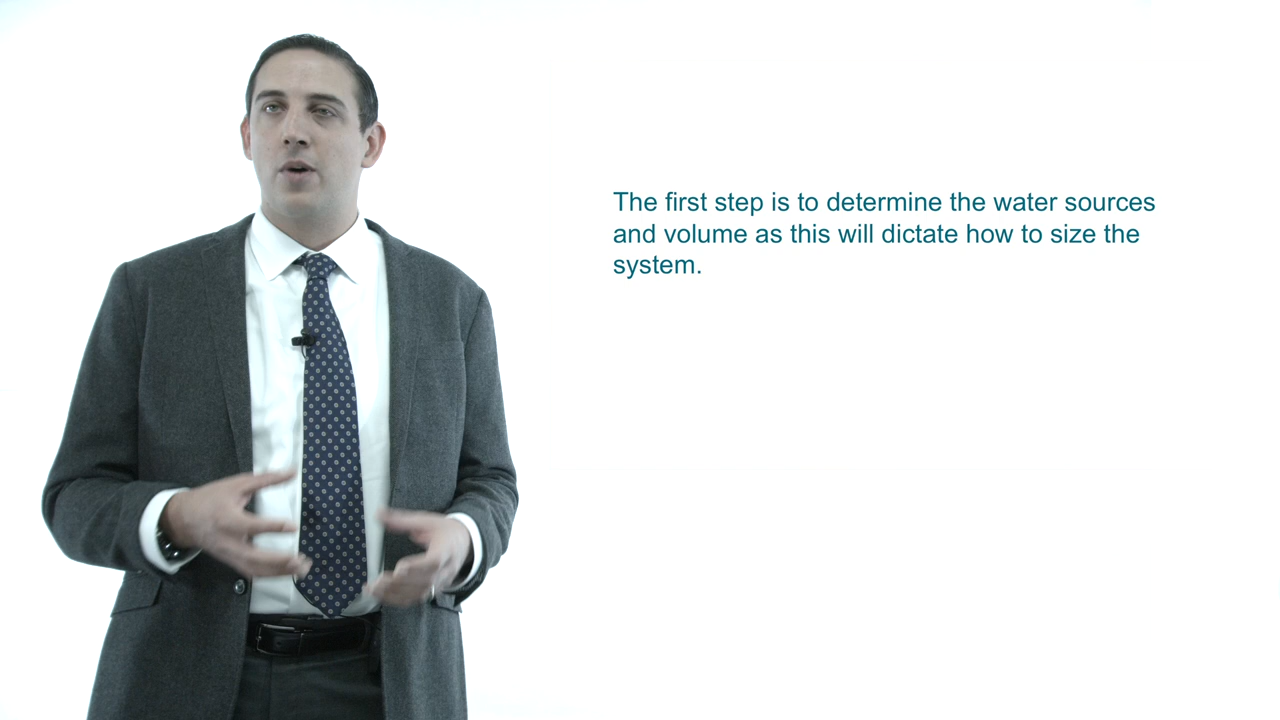 The first step is to determine the water sources
and volume as this will dictate how to size the
system.